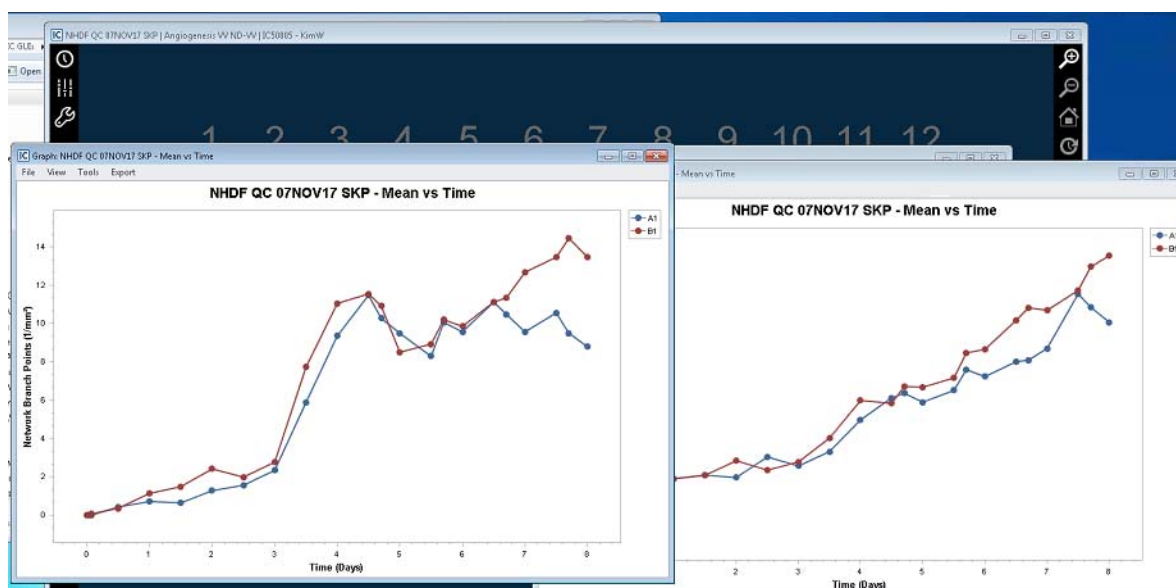 NHDF QC 07NOV17 SKP | Angiogenesis VV ND-VV | IC50805 - KimW
Open
1 2 3 4 5 6 7 8 9 10 11 12
Graph: NHDF QC 07NOV17 SKP - Mean vs Time
File View Tools Export
NHDF QC 07NOV17 SKP - Mean vs Time
A1
B1
Network Branch Points (1/mm²)
14
12
10
8
6
4
2
0
0 1 2 3 4 5 6 7 8
Time (Days)
- Mean vs Time
NHDF QC 07NOV17 SKP - Mean vs Time
2 3 4 5 6 7 8
Time (Days)